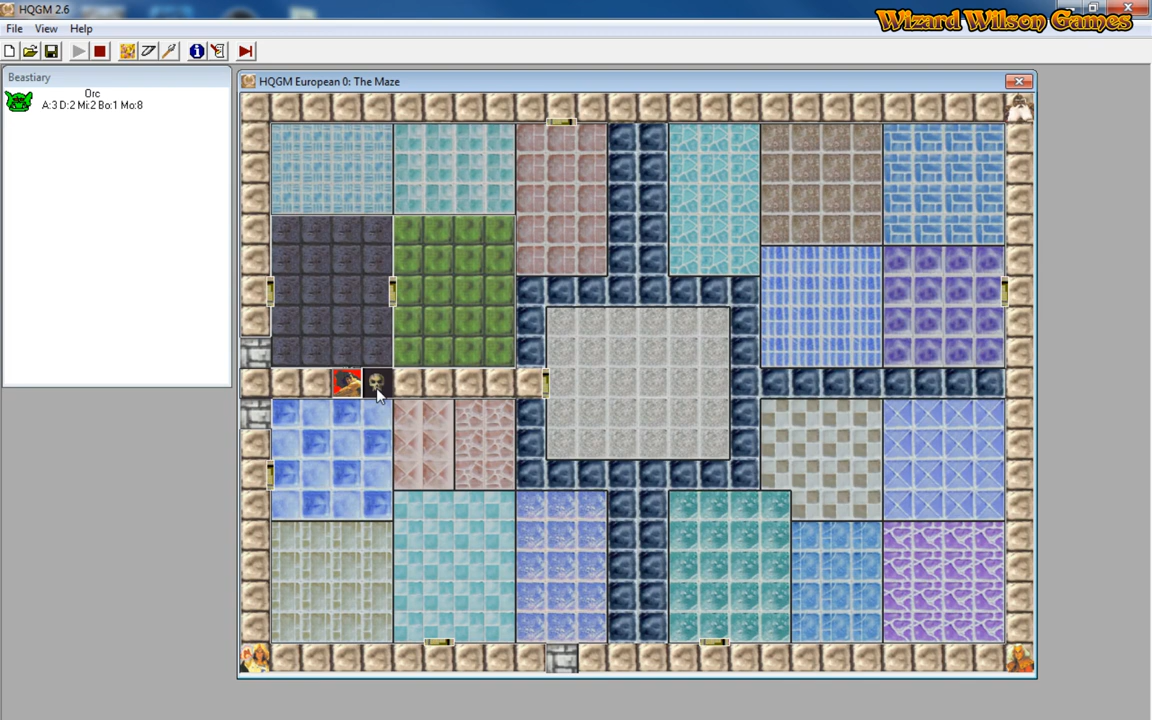 HQGM 2.6
Wizard Wilson Games
File View Help
Beastiary
Orc
A:3 D:2 Mi:2 Bo:1 Mo:8
HQGM European 0: The Maze